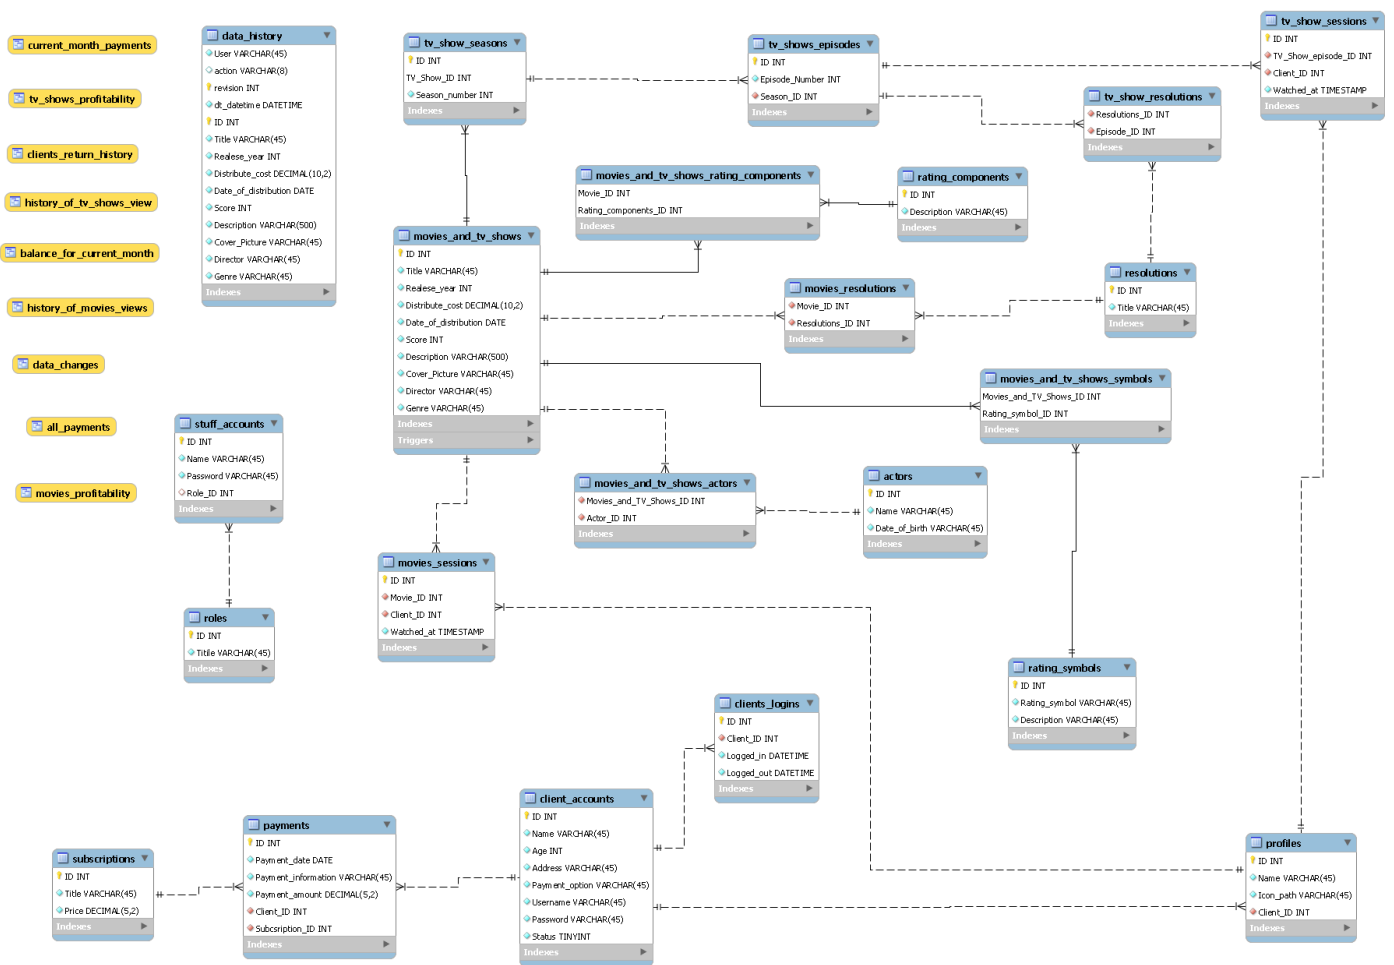 current_month_payments
tv_shows_profitability
clients_return_history
history_of_tv_shows_view
balance_for_current_month
history_of_movies_views
data_changes
all_payments
movies_profitability
data_history
User VARCHAR(45)
action VARCHAR(8)
revision INT
dt_datetime DATETIME
ID INT
Title VARCHAR(45)
Realese_year INT
Distribute_cost DECIMAL(10,2)
Date_of_distribution DATE
Score INT
Description VARCHAR(500)
Cover_Picture VARCHAR(45)
Director VARCHAR(45)
Genre VARCHAR(45)
Indexes
tv_show_seasons
ID INT
TV_Show_ID INT
Season_number INT
Indexes
tv_shows_episodes
ID INT
Episode_Number INT
Season_ID INT
Indexes
tv_show_sessions
ID INT
TV_Show_episode_ID INT
Client_ID INT
Watched_at TIMESTAMP
Indexes
tv_show_resolutions
Resolutions_ID INT
Episode_ID INT
Indexes
movies_and_tv_shows_rating_components
Movie_ID INT
Rating_components_ID INT
Indexes
rating_components
ID INT
Description VARCHAR(45)
Indexes
movies_and_tv_shows
ID INT
Title VARCHAR(45)
Realese_year INT
Distribute_cost DECIMAL(10,2)
Date_of_distribution DATE
Score INT
Description VARCHAR(500)
Cover_Picture VARCHAR(45)
Director VARCHAR(45)
Genre VARCHAR(45)
Indexes
Triggers
movies_resolutions
Movie_ID INT
Resolutions_ID INT
Indexes
resolutions
ID INT
Title VARCHAR(45)
Indexes
movies_and_tv_shows_symbols
Movies_and_TV_Shows_ID INT
Rating_symbol_ID INT
Indexes
stuff_accounts
ID INT
Name VARCHAR(45)
Password VARCHAR(45)
Role_ID INT
Indexes
movies_and_tv_shows_actors
Movies_and_TV_Shows_ID INT
Actor_ID INT
Indexes
actors
ID INT
Name VARCHAR(45)
Date_of_birth VARCHAR(45)
Indexes
movies_sessions
ID INT
Movie_ID INT
Client_ID INT
Watched_at TIMESTAMP
Indexes
roles
ID INT
Titile VARCHAR(45)
Indexes
rating_symbols
ID INT
Rating_symbol VARCHAR(45)
Description VARCHAR(45)
Indexes
clients_logins
ID INT
Client_ID INT
Logged_in DATETIME
Logged_out DATETIME
Indexes
client_accounts
ID INT
Name VARCHAR(45)
Age INT
Address VARCHAR(45)
Payment_option VARCHAR(45)
Username VARCHAR(45)
Password VARCHAR(45)
Status TINYINT
Indexes
payments
ID INT
Payment_date DATE
Payment_information VARCHAR(45)
Payment_amount DECIMAL(5,2)
Client_ID INT
Subcsription_ID INT
Indexes
subscriptions
ID INT
Title VARCHAR(45)
Price DECIMAL(5,2)
Indexes
profiles
ID INT
Name VARCHAR(45)
Icon_path VARCHAR(45)
Client_ID INT
Indexes